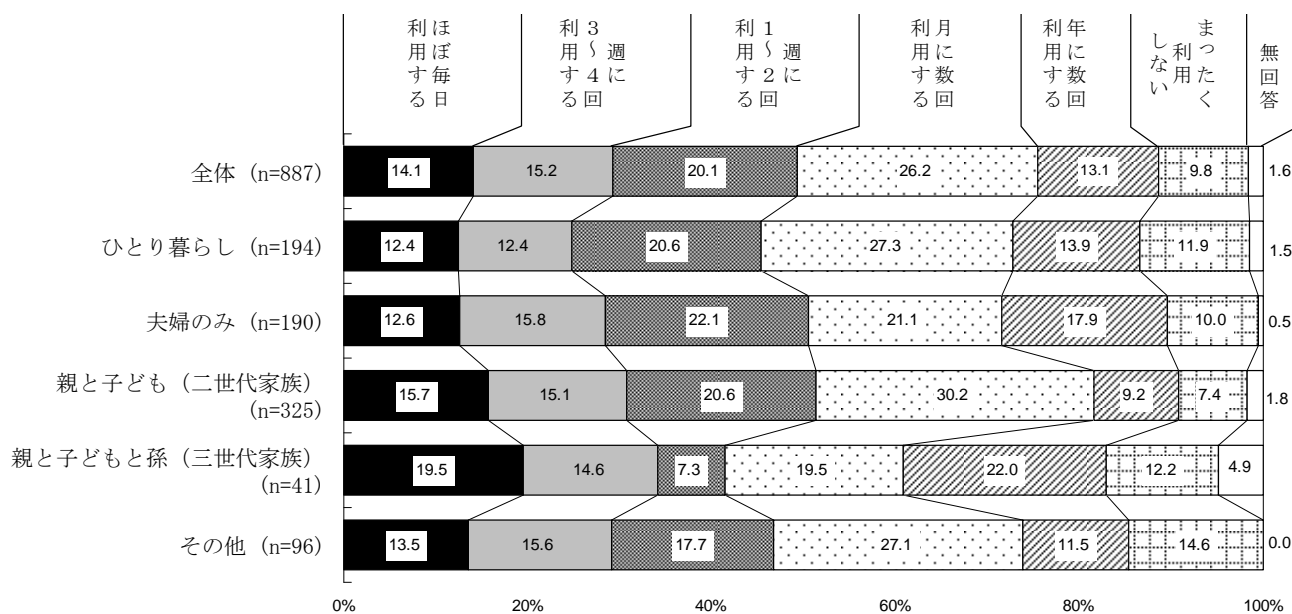 ほぼ毎日
利用する
週に
3~4回
利用する
週に
1~2回
利用する
月に数回
利用する
年に数回
利用する
まったく
利用
しない
無回答
全体 (n=887)
14.1
15.2
20.1
26.2
13.1
9.8
1.6
ひとり暮らし (n=194)
12.4
12.4
20.6
27.3
13.9
11.9
1.5
夫婦のみ (n=190)
12.6
15.8
22.1
21.1
17.9
10.0
0.5
親と子ども (二世代家族)
(n=325)
15.7
15.1
20.6
30.2
9.2
7.4
1.8
親と子どもと孫 (三世代家族)
(n=41)
19.5
14.6
7.3
19.5
22.0
12.2
4.9
その他 (n=96)
13.5
15.6
17.7
27.1
11.5
14.6
0.0
0%
20%
40%
60%
80%
100%